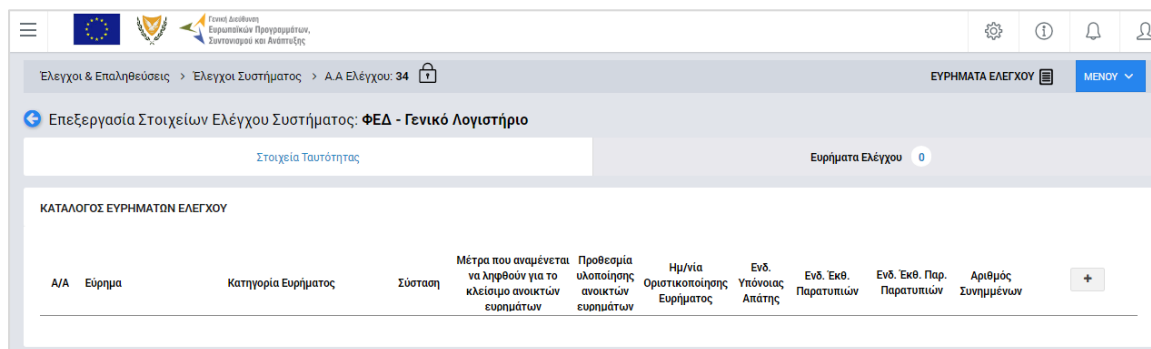 Γενική Διεύθυνση
Ευρωπαϊκών Προγραμμάτων,
Συντονισμού και Ανάπτυξης
Έλεγχοι & Επαληθεύσεις > Έλεγχοι Συστήματος > Α.Α Ελέγχου: 34
ΕΥΡΗΜΑΤΑ ΕΛΕΓΧΟΥ
ΜΕΝΟΥ
Επεξεργασία Στοιχείων Ελέγχου Συστήματος: ΦΕΔ - Γενικό Λογιστήριο
Στοιχεία Ταυτότητας
Ευρήματα Ελέγχου 0
ΚΑΤΑΛΟΓΟΣ ΕΥΡΗΜΑΤΩΝ ΕΛΕΓΧΟΥ
Α/Α
Εύρημα
Κατηγορία Ευρήματος
Σύσταση
Μέτρα που αναμένεται
να ληφθούν για το
κλείσιμο ανοικτών
ευρημάτων
Προθεσμία
υλοποίησης
ανοικτών
ευρημάτων
Ημ/νία
Οριστικοποίησης
Ευρήματος
Ενδ.
Υπόνοιας
Απάτης
Ενδ. Έκθ.
Παρατυπιών
Ενδ. Έκθ. Παρ.
Παρατυπιών
Αριθμός
Συνημμένων
+